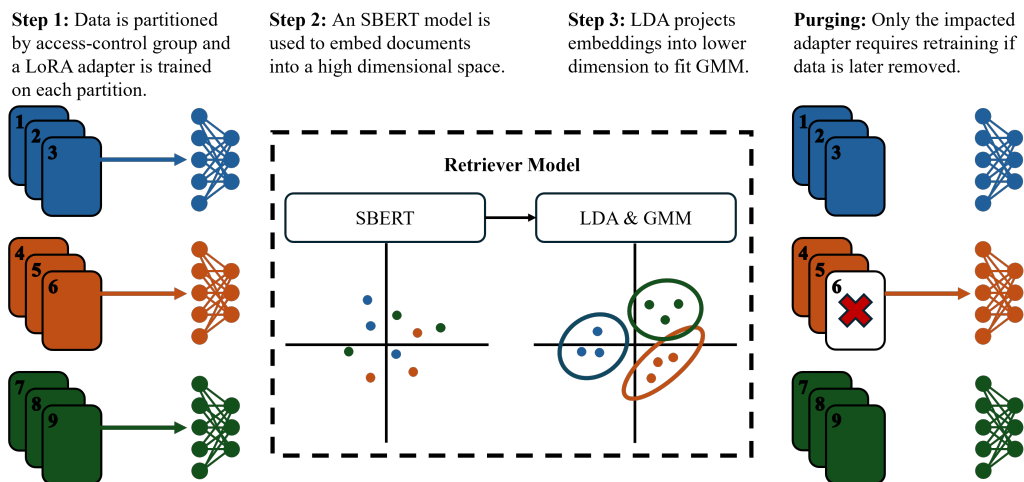 Step 1: Data is partitioned
by access-control group and
a LoRA adapter is trained
on each partition.
Step 2: An SBERT model is
used to embed documents
into a high dimensional space.
Step 3: LDA projects
embeddings into lower
dimension to fit GMM.
Purging: Only the impacted
adapter requires retraining if
data is later removed.
1
2
3
4
5
6
7
8
9
Retriever Model
SBERT
LDA & GMM
1
2
3
4
5
6
7
8
9